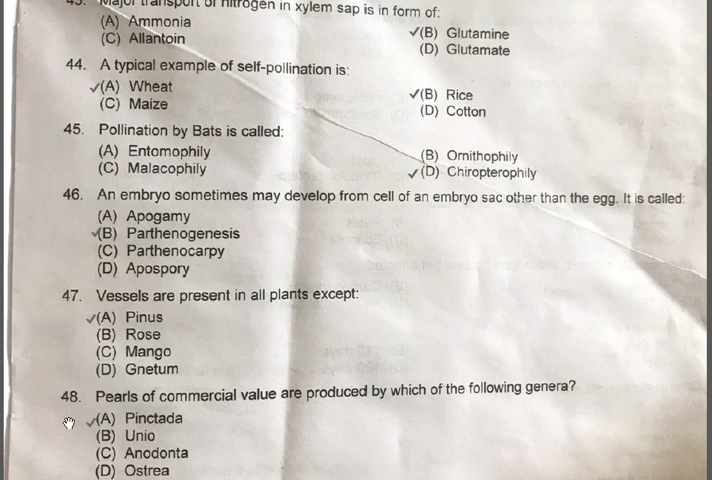 43. Major transport of nitrogen in xylem sap is in form of:
(A) Ammonia
✓(B) Glutamine
(C) Allantoin
(D) Glutamate
44. A typical example of self-pollination is:
✓(A) Wheat
✓(B) Rice
(C) Maize
(D) Cotton
45. Pollination by Bats is called:
(A) Entomophily
(B) Ornithophily
(C) Malacophily
✓(D) Chiropterophily
46. An embryo sometimes may develop from cell of an embryo sac other than the egg. It is called:
(A) Apogamy
✓(B) Parthenogenesis
(C) Parthenocarpy
(D) Apospory
47. Vessels are present in all plants except:
✓(A) Pinus
(B) Rose
(C) Mango
(D) Gnetum
48. Pearls of commercial value are produced by which of the following genera?
✓(A) Pinctada
(B) Unio
(C) Anodonta
(D) Ostrea